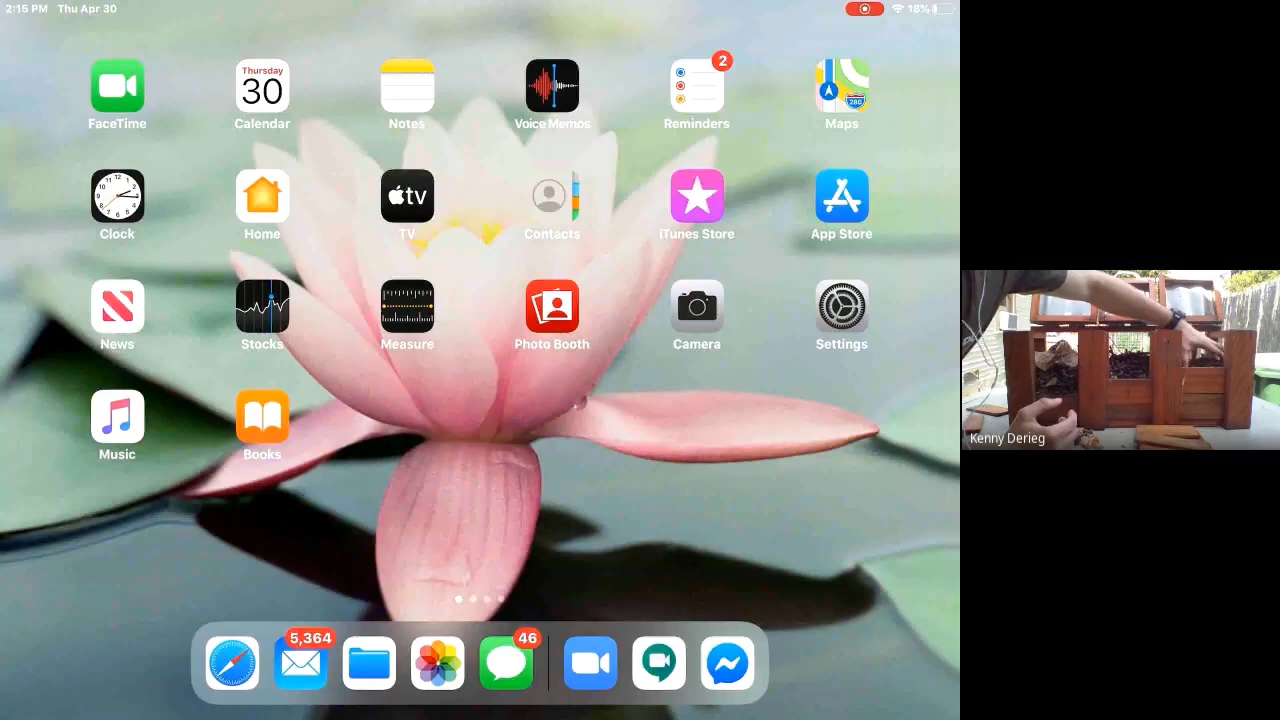 2:15 PM Thu Apr 30
18%
Thursday
30
2
280
FaceTime Calendar Notes Voice Memos Reminders Maps
12
tv
Clock Home TV Contacts iTunes Store App Store
News Stocks Measure Photo Booth Camera Settings
Music Books
Kenny Derieg
5,364 46